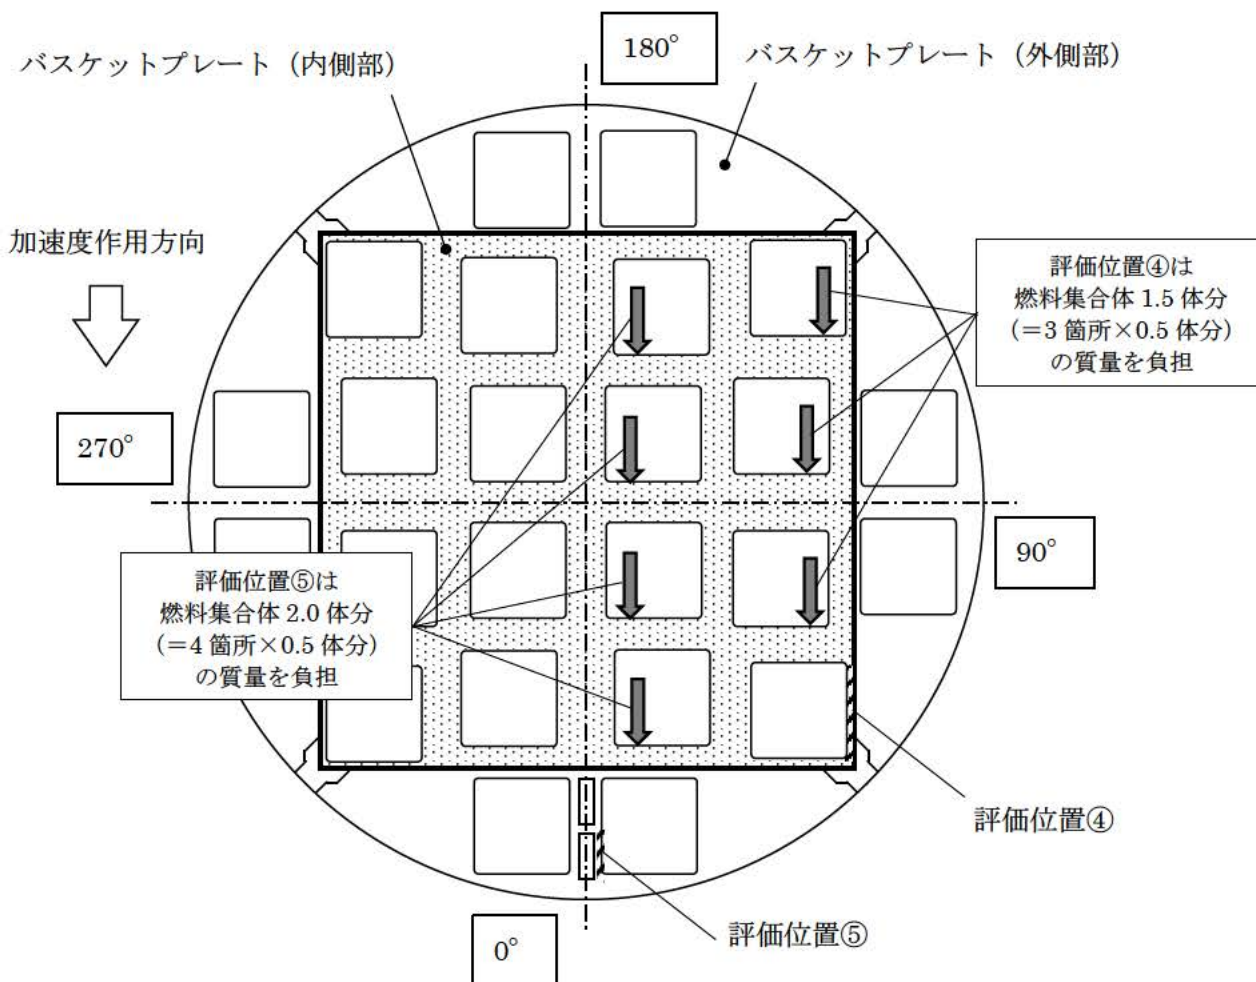 180°
バスケットプレート（内側部）
バスケットプレート（外側部）
加速度作用方向
評価位置④は
燃料集合体 1.5 体分
（＝3 箇所×0.5 体分）
の質量を負担
270°
90°
評価位置⑤は
燃料集合体 2.0 体分
（＝4 箇所×0.5 体分）
の質量を負担
評価位置④
評価位置⑤
0°